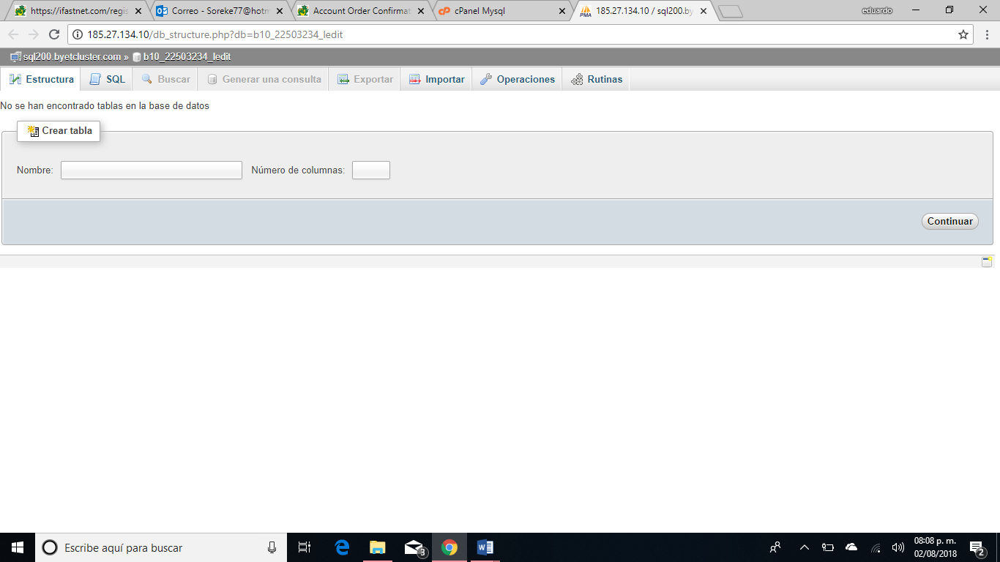 https://ifastnet.com/regis
Correo - Soreke77@hotm
Account Order Confirmat
cPanel Mysql
185.27.134.10 / sql200.by
eduardo
185.27.134.10/db_structure.php?db=b10_22503234_ledit
sql200.byetcluster.com » b10_22503234_ledit
Estructura SQL Buscar Generar una consulta Exportar Importar Operaciones Rutinas
No se han encontrado tablas en la base de datos
Crear tabla
Nombre: Número de columnas:
Continuar
Escribe aquí para buscar
3
08:08 p. m.
02/08/2018
2